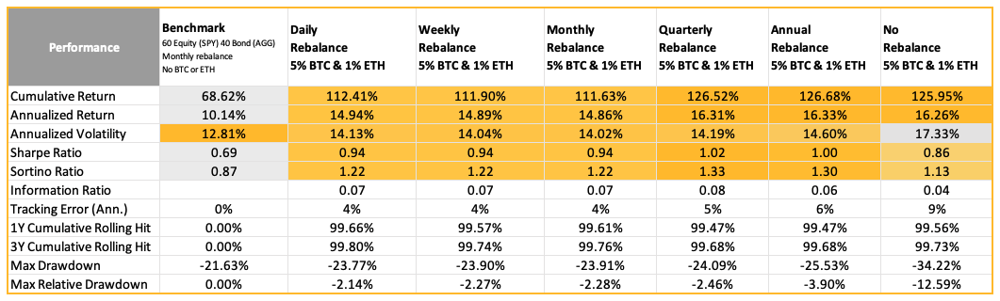 Performance
Benchmark
60 Equity (SPY) 40 Bond (AGG)
Monthly rebalance
No BTC or ETH
Daily
Rebalance
5% BTC & 1% ETH
Weekly
Rebalance
5% BTC & 1% ETH
Monthly
Rebalance
5% BTC & 1% ETH
Quarterly
Rebalance
5% BTC & 1% ETH
Annual
Rebalance
5% BTC & 1% ETH
No
Rebalance
5% BTC & 1% ETH
Cumulative Return 68.62% 112.41% 111.90% 111.63% 126.52% 126.68% 125.95%
Annualized Return 10.14% 14.94% 14.89% 14.86% 16.31% 16.33% 16.26%
Annualized Volatility 12.81% 14.13% 14.04% 14.02% 14.19% 14.60% 17.33%
Sharpe Ratio 0.69 0.94 0.94 0.94 1.02 1.00 0.86
Sortino Ratio 0.87 1.22 1.22 1.22 1.33 1.30 1.13
Information Ratio 0.07 0.07 0.07 0.08 0.06 0.04
Tracking Error (Ann.) 0% 4% 4% 4% 5% 6% 9%
1Y Cumulative Rolling Hit 0.00% 99.66% 99.57% 99.61% 99.47% 99.47% 99.56%
3Y Cumulative Rolling Hit 0.00% 99.80% 99.74% 99.76% 99.68% 99.68% 99.73%
Max Drawdown -21.63% -23.77% -23.90% -23.91% -24.09% -25.53% -34.22%
Max Relative Drawdown 0.00% -2.14% -2.27% -2.28% -2.46% -3.90% -12.59%